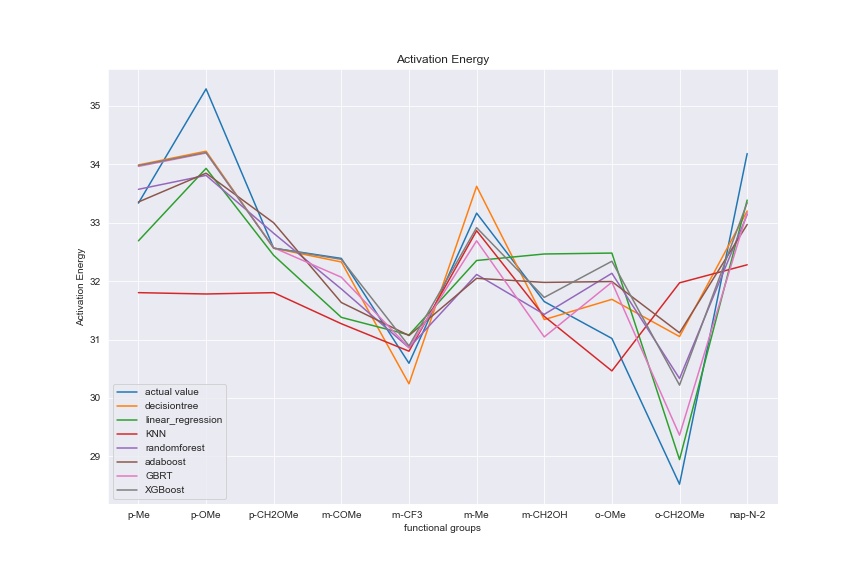 Activation Energy
35
34
33
32
31
30
29
Activation Energy
actual value
decisiontree
linear_regression
KNN
randomforest
adaboost
GBRT
XGBoost
p-Me p-OMe p-CH2OMe m-COMe m-CF3 m-Me m-CH2OH o-OMe o-CH2OMe nap-N-2
functional groups